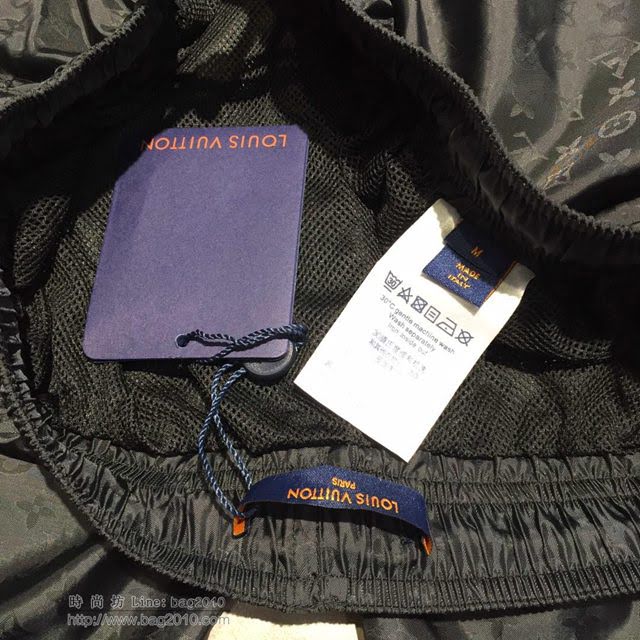 LOUIS VUITTON
M
MADE
IN
ITALY
30° gentle machine wash
Wash separately
LOUIS VUITTON
PARIS
時尚坊 Line: bag2010
www.bag2010.com